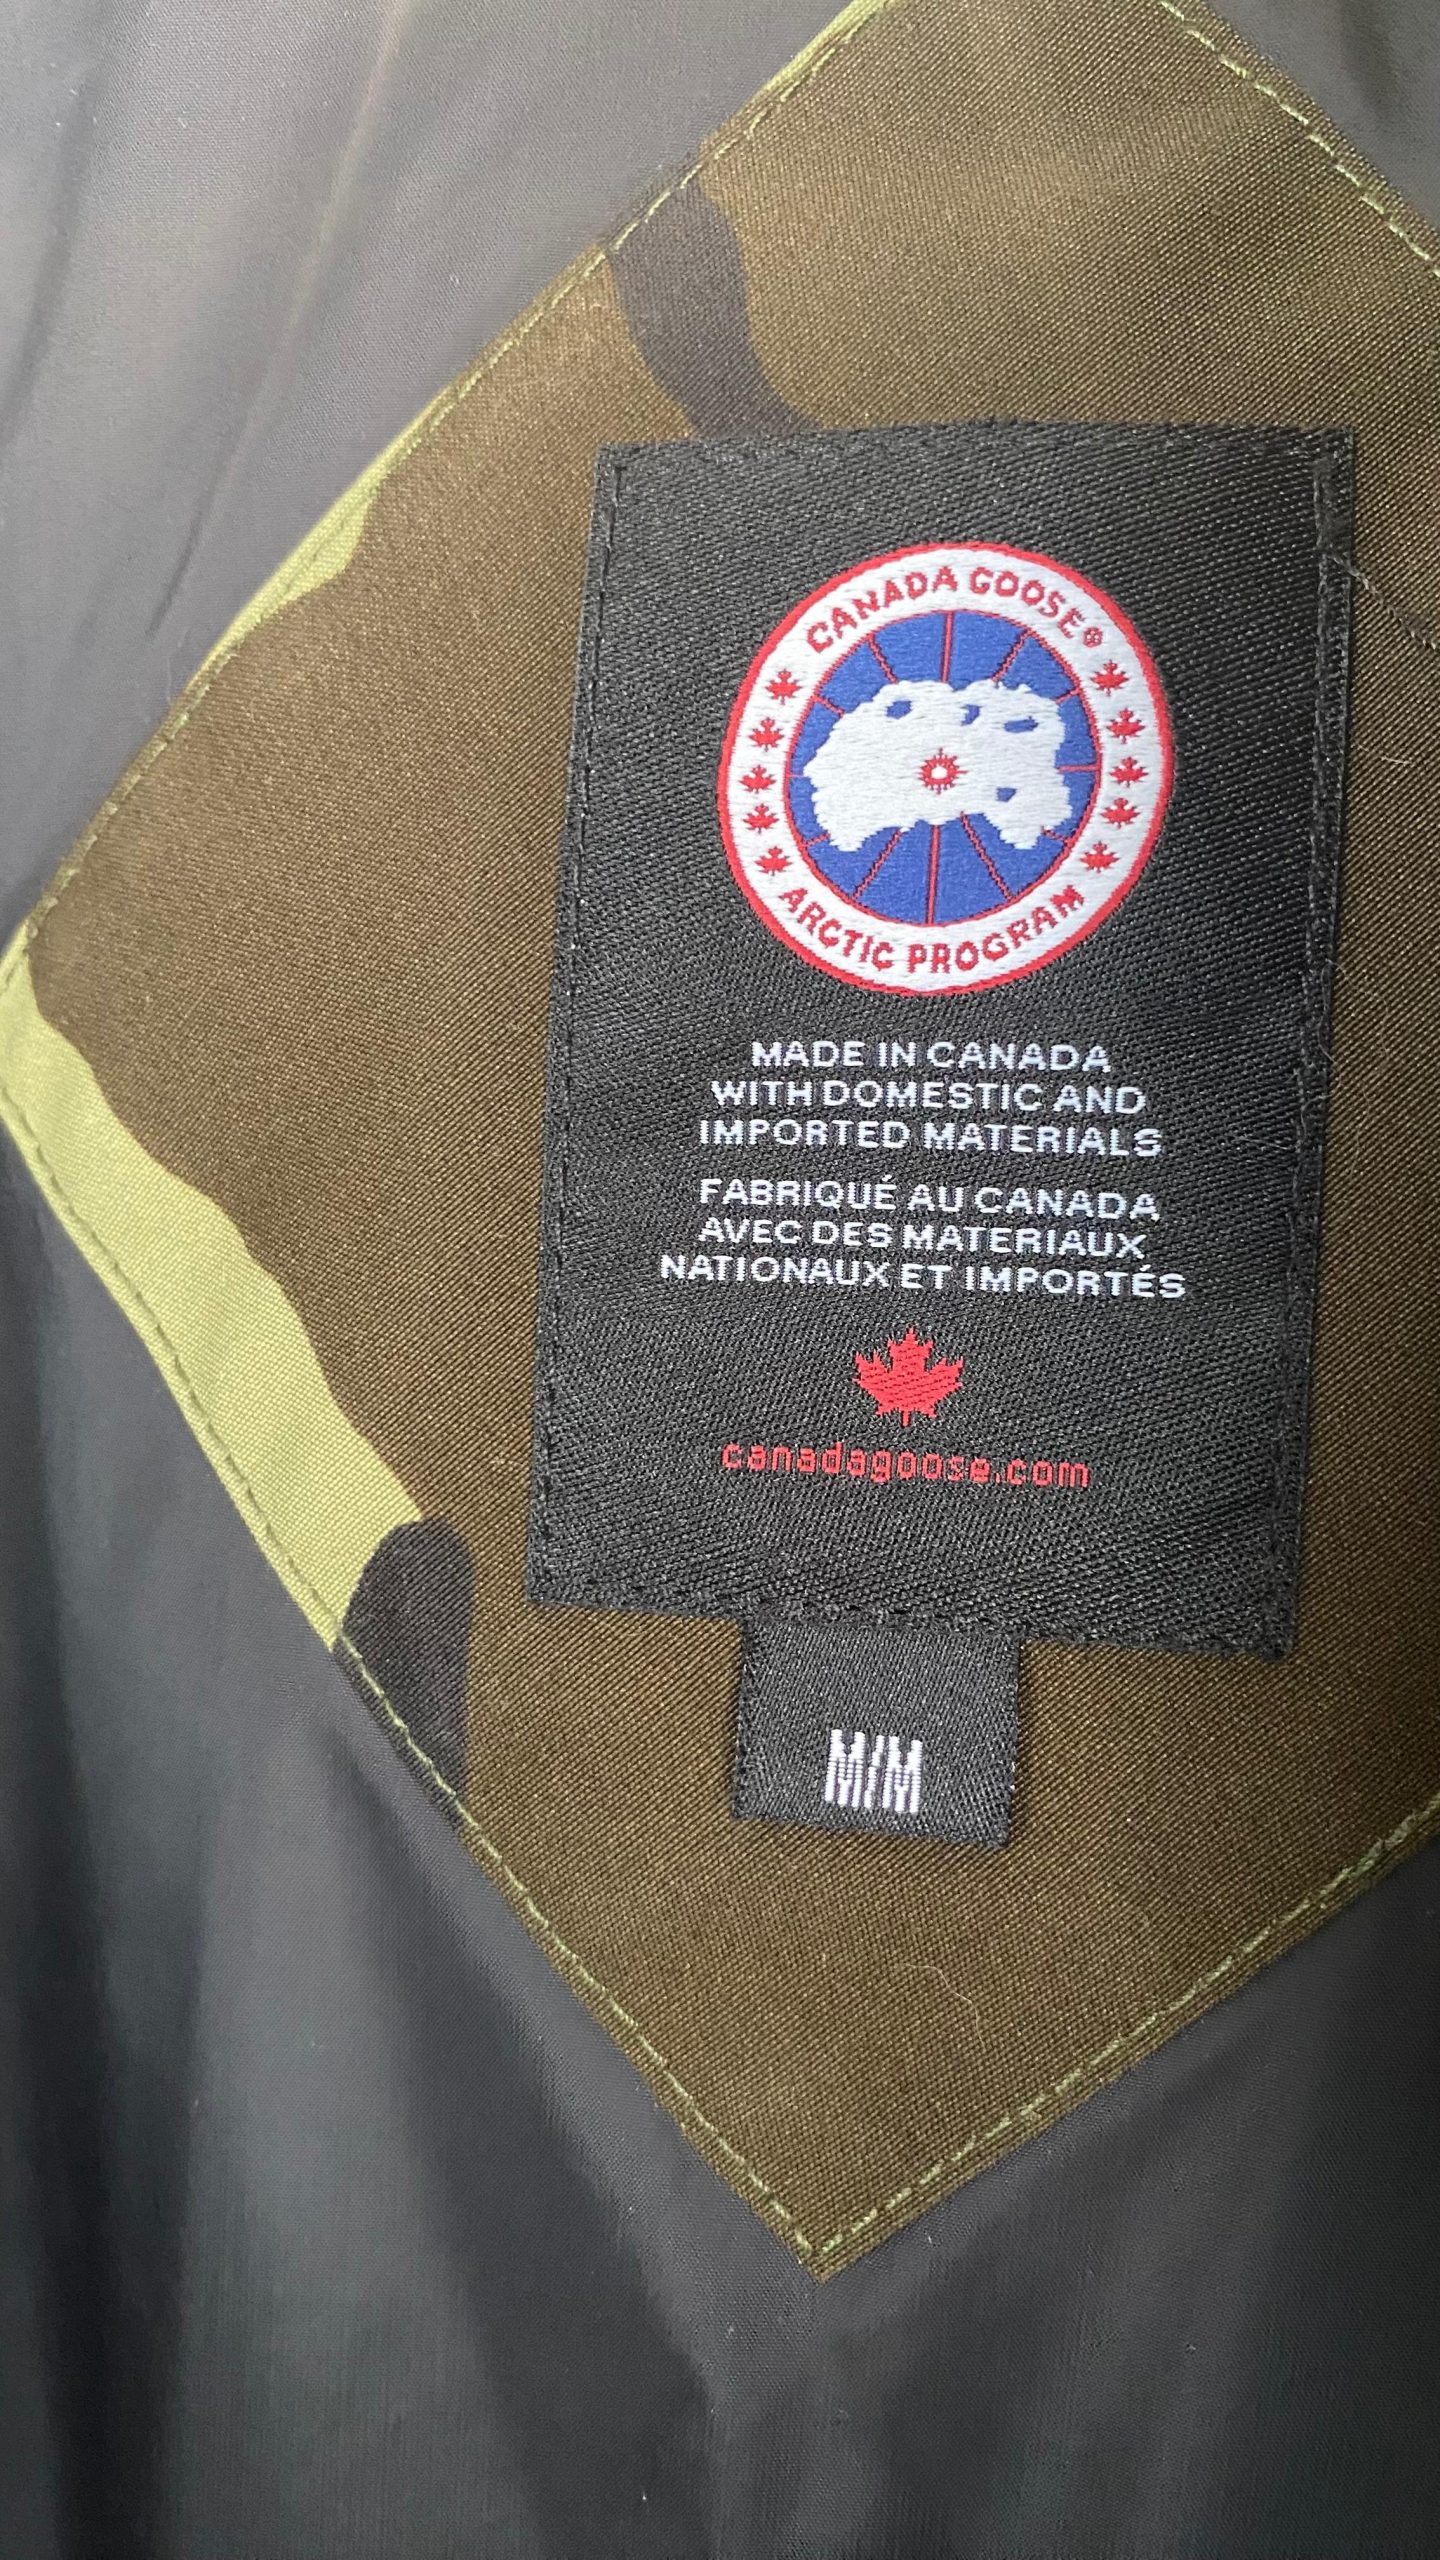 CANADA GOOSE®
ARCTIC PROGRAM
MADE IN CANADA
WITH DOMESTIC AND
IMPORTED MATERIALS
FABRIQUÉ AU CANADA
AVEC DES MATERIAUX
NATIONAUX ET IMPORTÉS
canadagoose.com
M/M